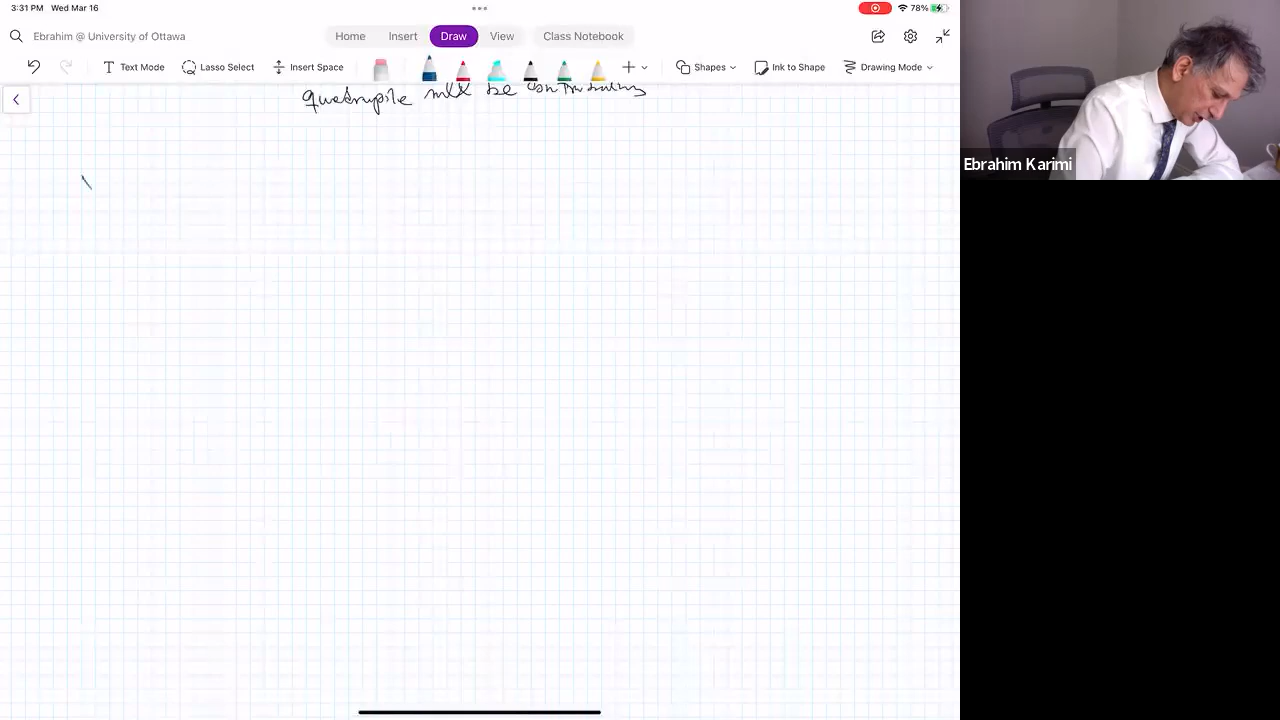 3:31 PM Wed Mar 16
78%
Ebrahim @ University of Ottawa
Home Insert Draw View Class Notebook
Text Mode Lasso Select Insert Space Shapes Ink to Shape Drawing Mode
quadrupole will be contributing
Ebrahim Karimi